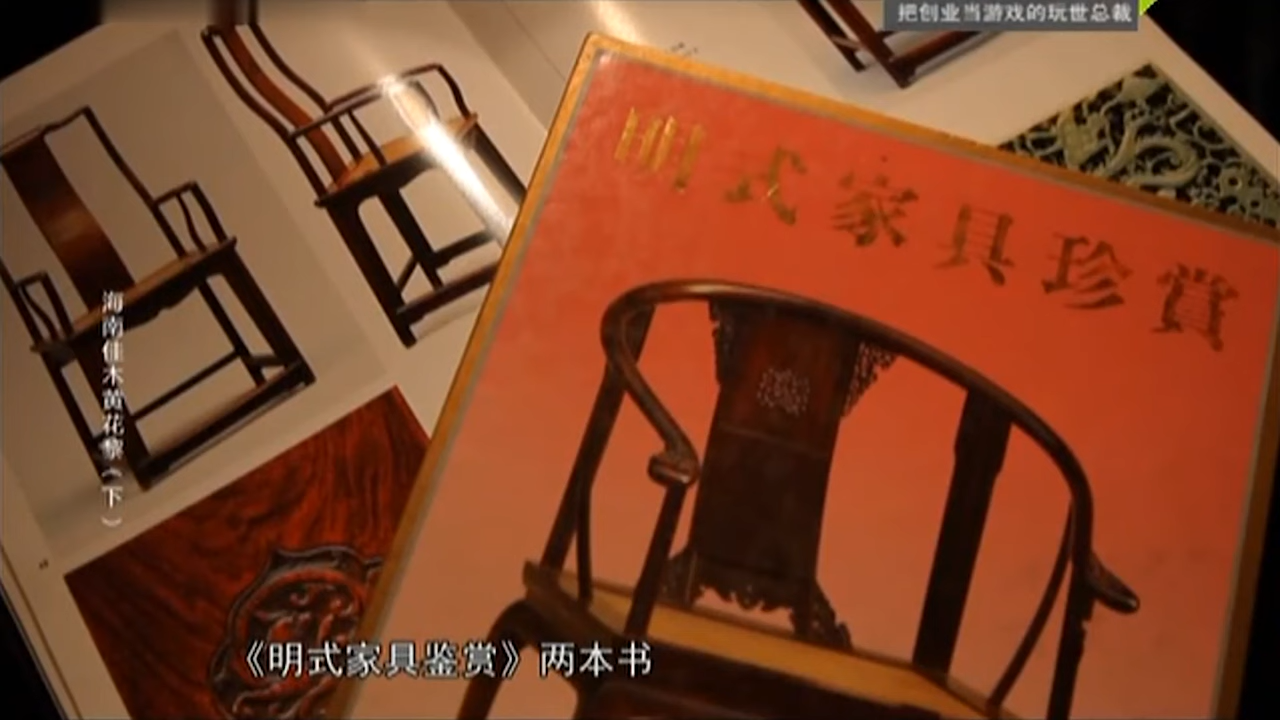 把创业当游戏的玩世总裁
明式家具珍賞
海南佳木黄花黎（下）
《明式家具鉴赏》两本书